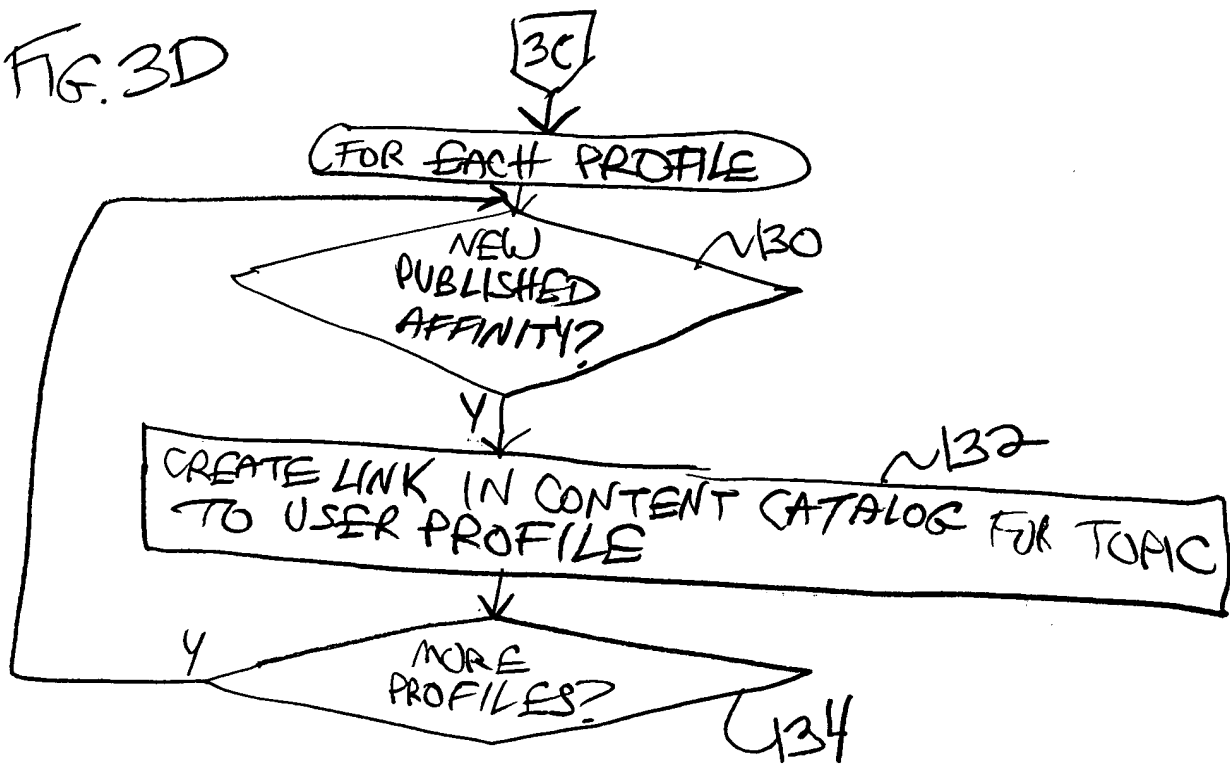 FIG. 3D
3C
FOR EACH PROFILE
NEW
PUBLISHED
AFFINITY?
130
Y
132
CREATE LINK IN CONTENT CATALOG FOR TOPIC
TO USER PROFILE
Y
MORE
PROFILES?
134